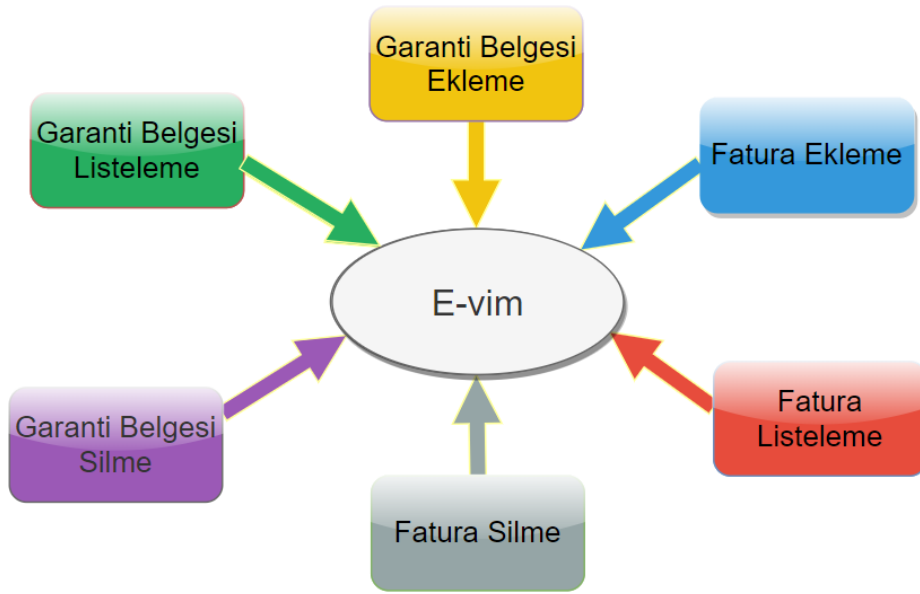 Garanti Belgesi
Ekleme
Garanti Belgesi
Listeleme
Fatura Ekleme
E-vim
Garanti Belgesi
Silme
Fatura
Listeleme
Fatura Silme